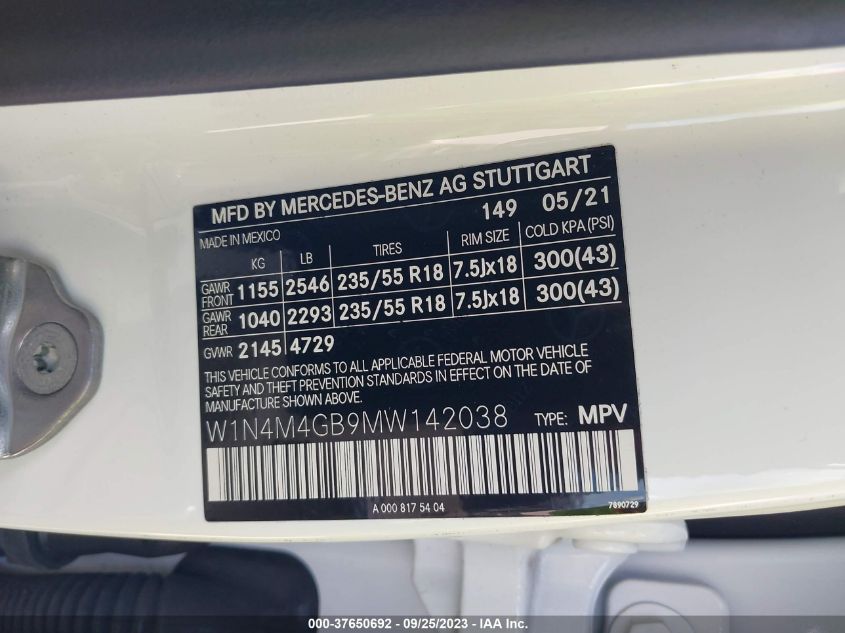 MFD BY MERCEDES-BENZ AG STUTTGART
149 05/21
MADE IN MEXICO
KG LB TIRES RIM SIZE COLD KPA (PSI)
GAWR FRONT 1155 2546 235/55 R18 7.5Jx18 300(43)
GAWR REAR 1040 2293 235/55 R18 7.5Jx18 300(43)
GVWR 2145 4729
THIS VEHICLE CONFORMS TO ALL APPLICABLE FEDERAL MOTOR VEHICLE
SAFETY AND THEFT PREVENTION STANDARDS IN EFFECT ON THE DATE OF
MANUFACTURE SHOWN ABOVE.
W1N4M4GB9MW142038 TYPE: MPV
A 000 817 54 04 7890729
000-37650692 - 09/25/2023 - IAA Inc.